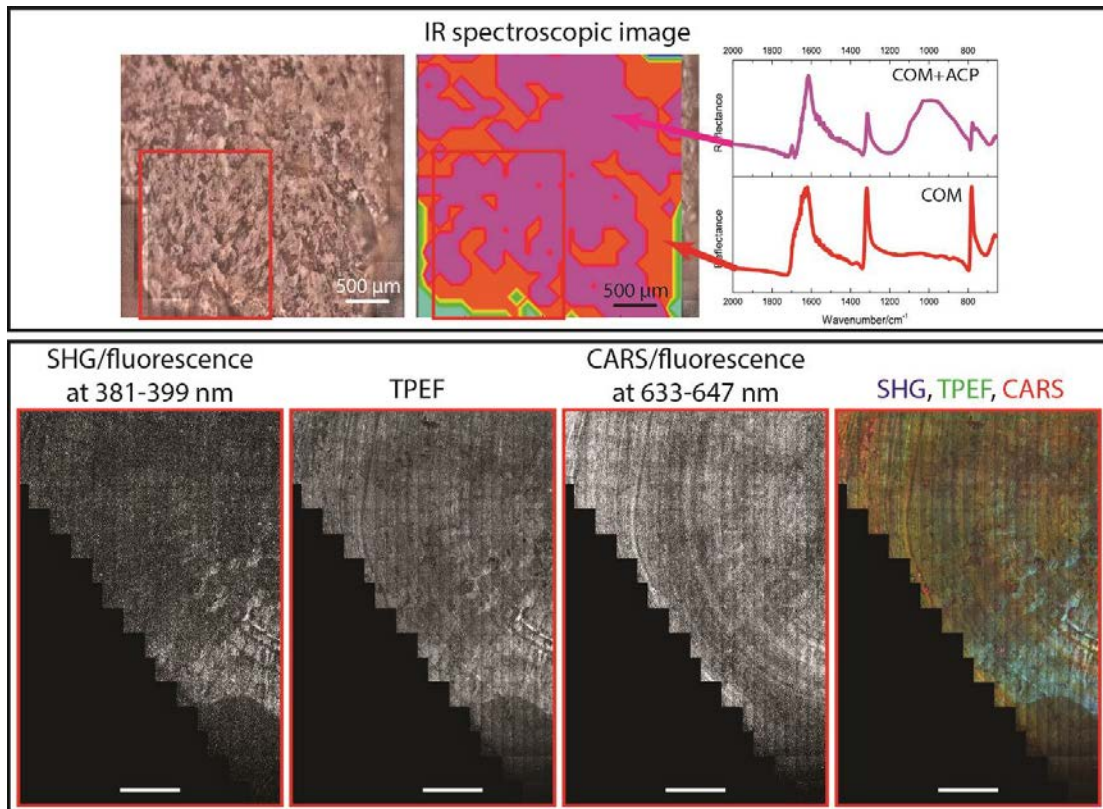 IR spectroscopic image
500 µm
500 µm
2000 1800 1600 1400 1200 1000 800
COM+ACP
Reflectance
COM
Reflectance
2000 1800 1600 1400 1200 1000 800
Wavenumber/cm⁻¹
SHG/fluorescence
at 381-399 nm
TPEF
CARS/fluorescence
at 633-647 nm
SHG, TPEF, CARS